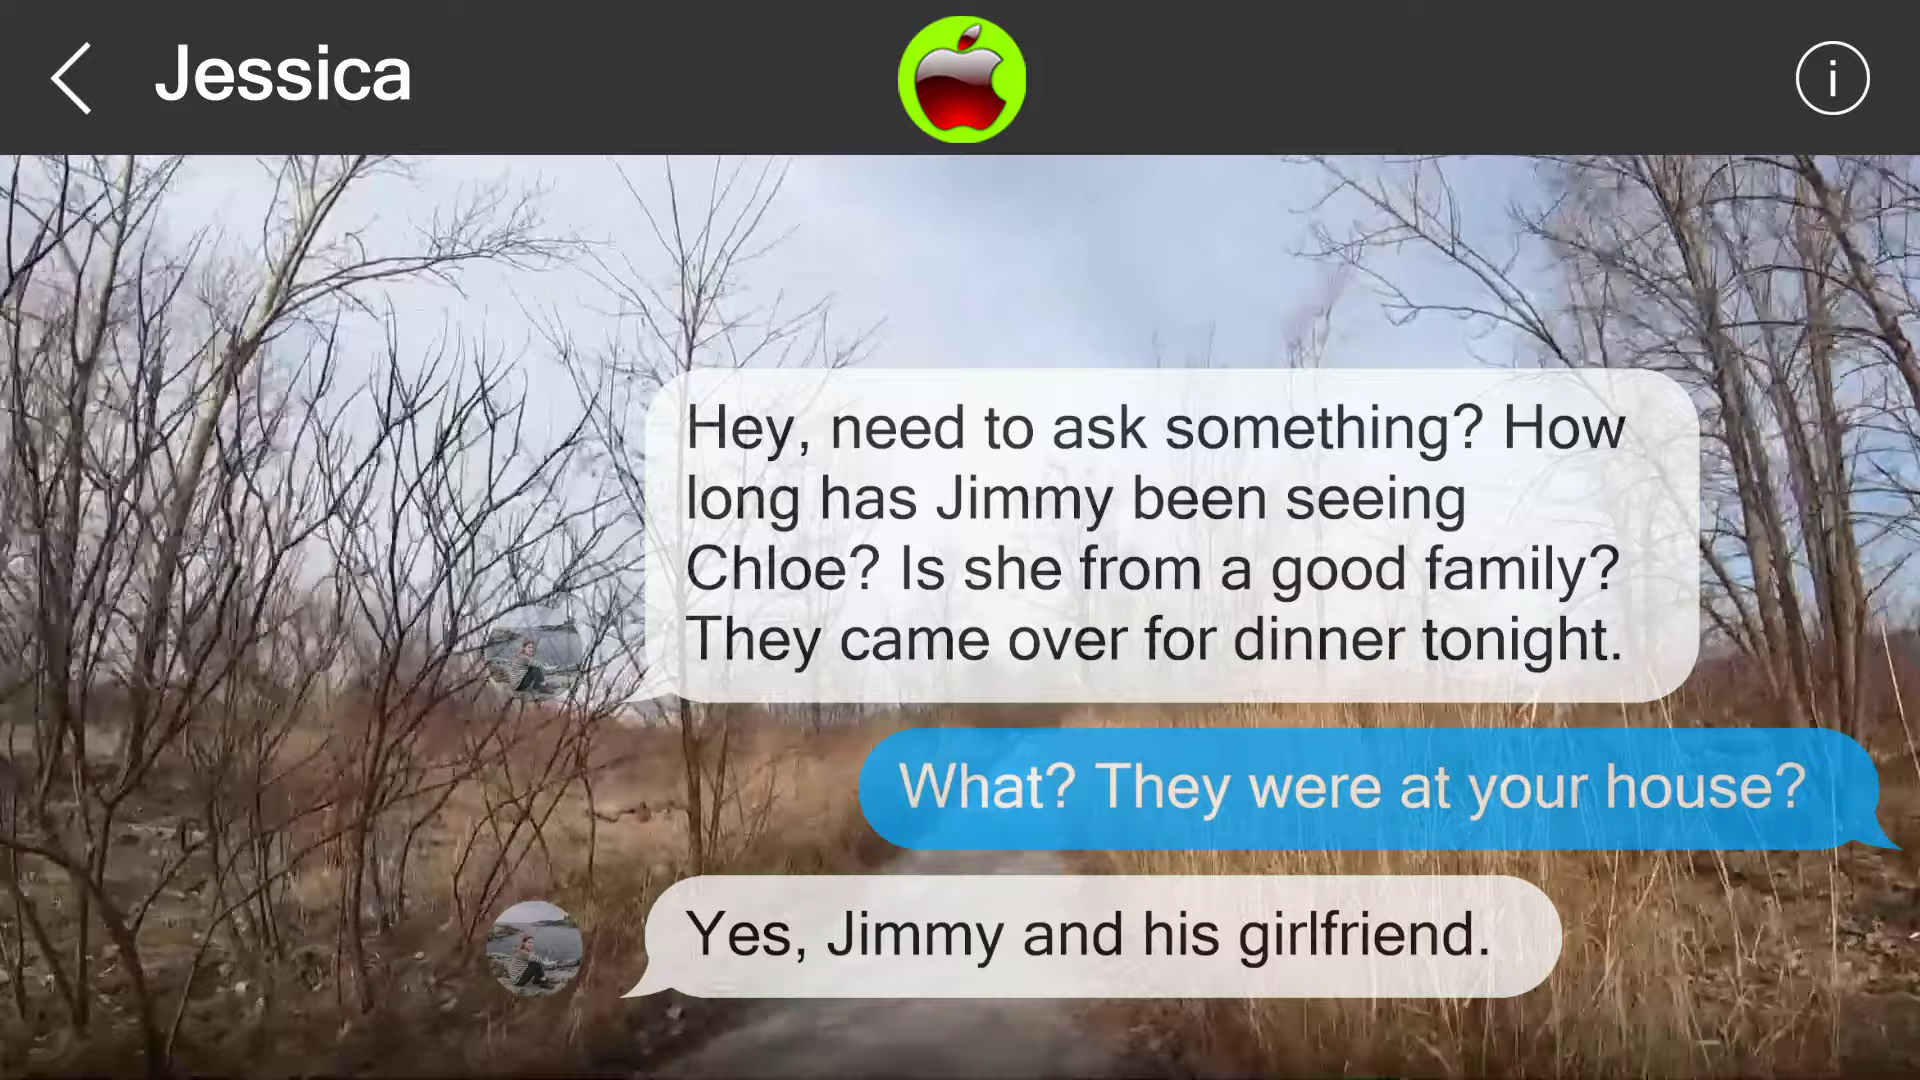 Jessica
i
Hey, need to ask something? How
long has Jimmy been seeing
Chloe? Is she from a good family?
They came over for dinner tonight.
What? They were at your house?
Yes, Jimmy and his girlfriend.